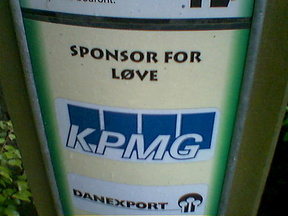 SPONSOR FOR
LØVE
KPMG
DANEXPORT